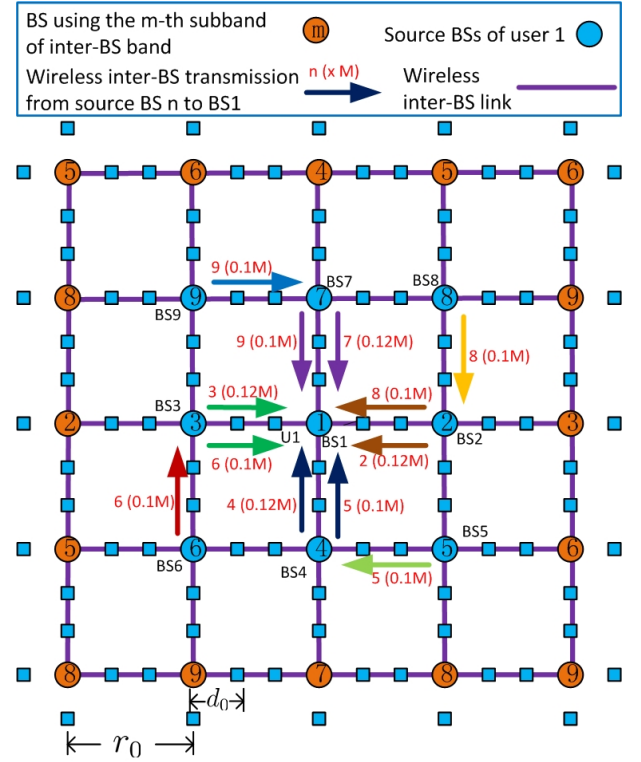 BS using the m-th subband
of inter-BS band
m
Source BSs of user 1
Wireless inter-BS transmission
from source BS n to BS1
n (x M)
Wireless
inter-BS link
5 6 4 5 6
9 (0.1M)
BS7 BS8
8 9 7 8 9
BS9
9 (0.1M) 7 (0.12M) 8 (0.1M)
3 (0.12M) 8 (0.1M)
BS3
2 3 1 2 3
U1 BS1 BS2
6 (0.1M) 2 (0.12M)
6 (0.1M) 4 (0.12M) 5 (0.1M)
BS5
5 6 4 5 6
BS6 BS4
5 (0.1M)
8 9 7 8 9
d₀
r₀